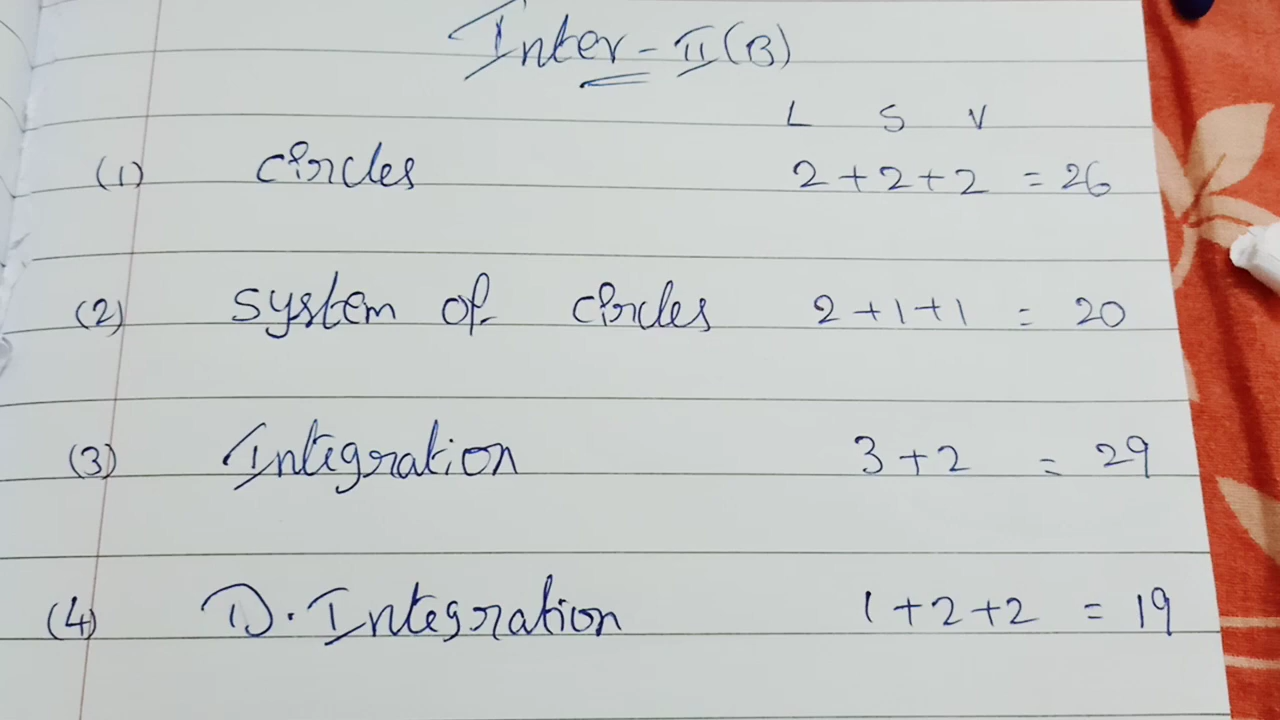 Inter - II(B)
L S V
(1) circles 2+2+2 = 26
(2) system of circles 2+1+1 = 20
(3) Integration 3+2 = 29
(4) D. Integration 1+2+2 = 19